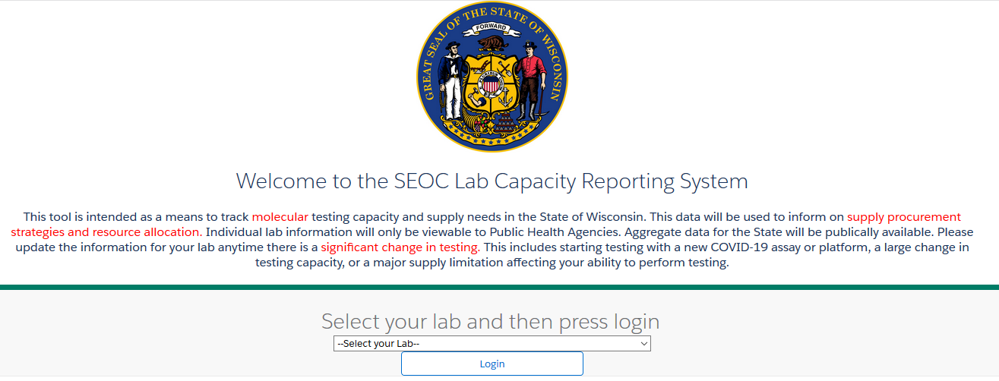 GREAT SEAL OF THE STATE OF WISCONSIN
FORWARD
Welcome to the SEOC Lab Capacity Reporting System
This tool is intended as a means to track molecular testing capacity and supply needs in the State of Wisconsin. This data will be used to inform on supply procurement
strategies and resource allocation. Individual lab information will only be viewable to Public Health Agencies. Aggregate data for the State will be publically available. Please
update the information for your lab anytime there is a significant change in testing. This includes starting testing with a new COVID-19 assay or platform, a large change in
testing capacity, or a major supply limitation affecting your ability to perform testing.
Select your lab and then press login
--Select your Lab--
Login